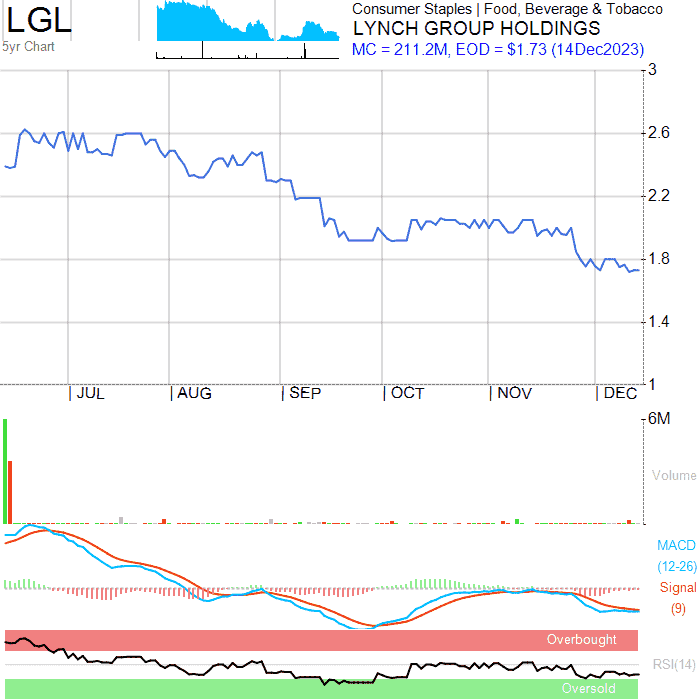 LGL
5yr Chart
Consumer Staples | Food, Beverage & Tobacco
LYNCH GROUP HOLDINGS
MC = 211.2M, EOD = $1.73 (14Dec2023)
3
2.6
2.2
1.8
1.4
1
JUL AUG SEP OCT NOV DEC
6M
Volume
MACD
(12-26)
Signal
(9)
Overbought
RSI(14)
Oversold